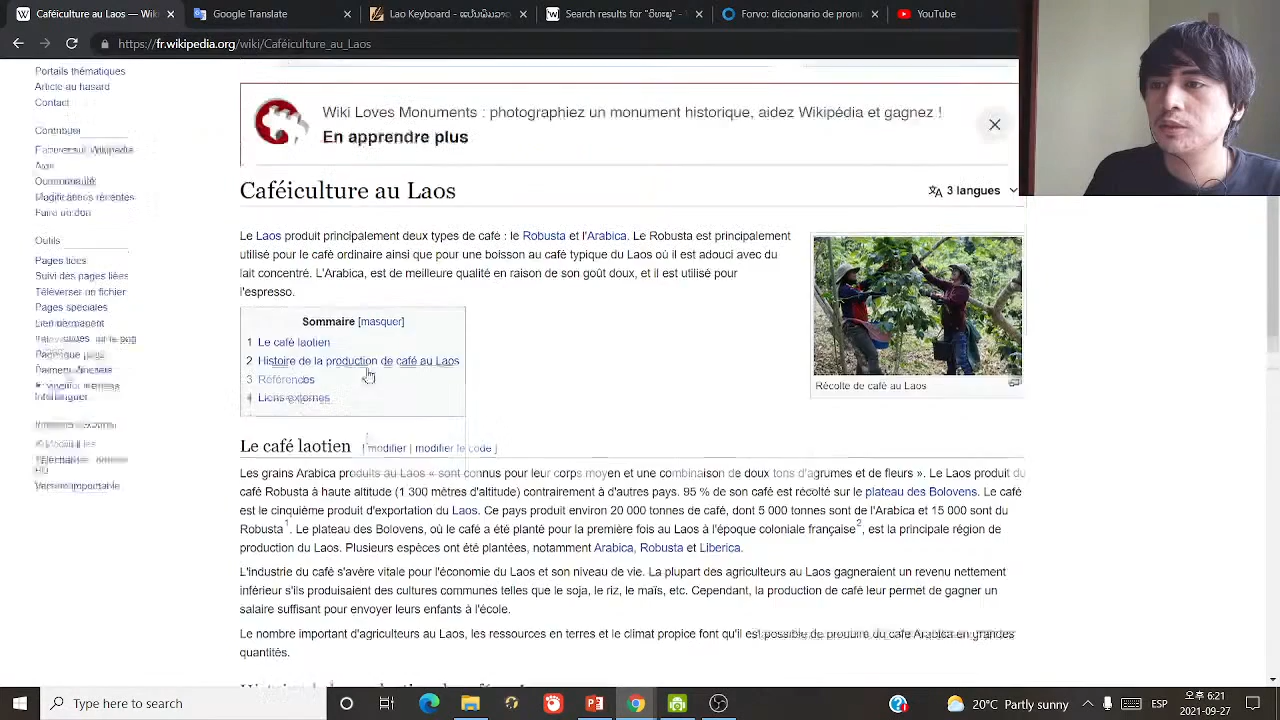 Caféiculture au Laos — Wiki
Google Translate
Lao Keyboard -
Search results for
Forvo: diccionario de pronu
YouTube
https://fr.wikipedia.org/wiki/Caféiculture_au_Laos
Portails thématiques
Article au hasard
Contact
Contribuer
Modifications récentes
Faire un don
Outils
Pages liées
Suivi des pages liées
Téléverser un fichier
Pages spéciales
Lien permanent
Version imprimable
Wiki Loves Monuments : photographiez un monument historique, aidez Wikipédia et gagnez !
En apprendre plus
Caféiculture au Laos
3 langues
Le Laos produit principalement deux types de café : le Robusta et l'Arabica. Le Robusta est principalement
utilisé pour le café ordinaire ainsi que pour une boisson au café typique du Laos où il est adouci avec du
lait concentré. L'Arabica, est de meilleure qualité en raison de son goût doux, et il est utilisé pour
l'espresso.
Récolte de café au Laos
Sommaire [masquer]
1 Le café laotien
2 Histoire de la production de café au Laos
3 Références
4 Liens externes
Le café laotien [ modifier | modifier le code ]
Les grains Arabica produits au Laos « sont connus pour leur corps moyen et une combinaison de doux tons d'agrumes et de fleurs ». Le Laos produit du
café Robusta à haute altitude (1 300 mètres d'altitude) contrairement à d'autres pays. 95 % de son café est récolté sur le plateau des Bolovens. Le café
est le cinquième produit d'exportation du Laos. Ce pays produit environ 20 000 tonnes de café, dont 5 000 tonnes sont de l'Arabica et 15 000 sont du
Robusta1. Le plateau des Bolovens, où le café a été planté pour la première fois au Laos à l'époque coloniale française2, est la principale région de
production du Laos. Plusieurs espèces ont été plantées, notamment Arabica, Robusta et Liberica.
L'industrie du café s'avère vitale pour l'économie du Laos et son niveau de vie. La plupart des agriculteurs au Laos gagneraient un revenu nettement
inférieur s'ils produisaient des cultures communes telles que le soja, le riz, le maïs, etc. Cependant, la production de café leur permet de gagner un
salaire suffisant pour envoyer leurs enfants à l'école.
Le nombre important d'agriculteurs au Laos, les ressources en terres et le climat propice font qu'il est possible de produire du café Arabica en grandes
quantités.
Type here to search
20°C Partly sunny
ESP
오후 6:21
2021-09-27